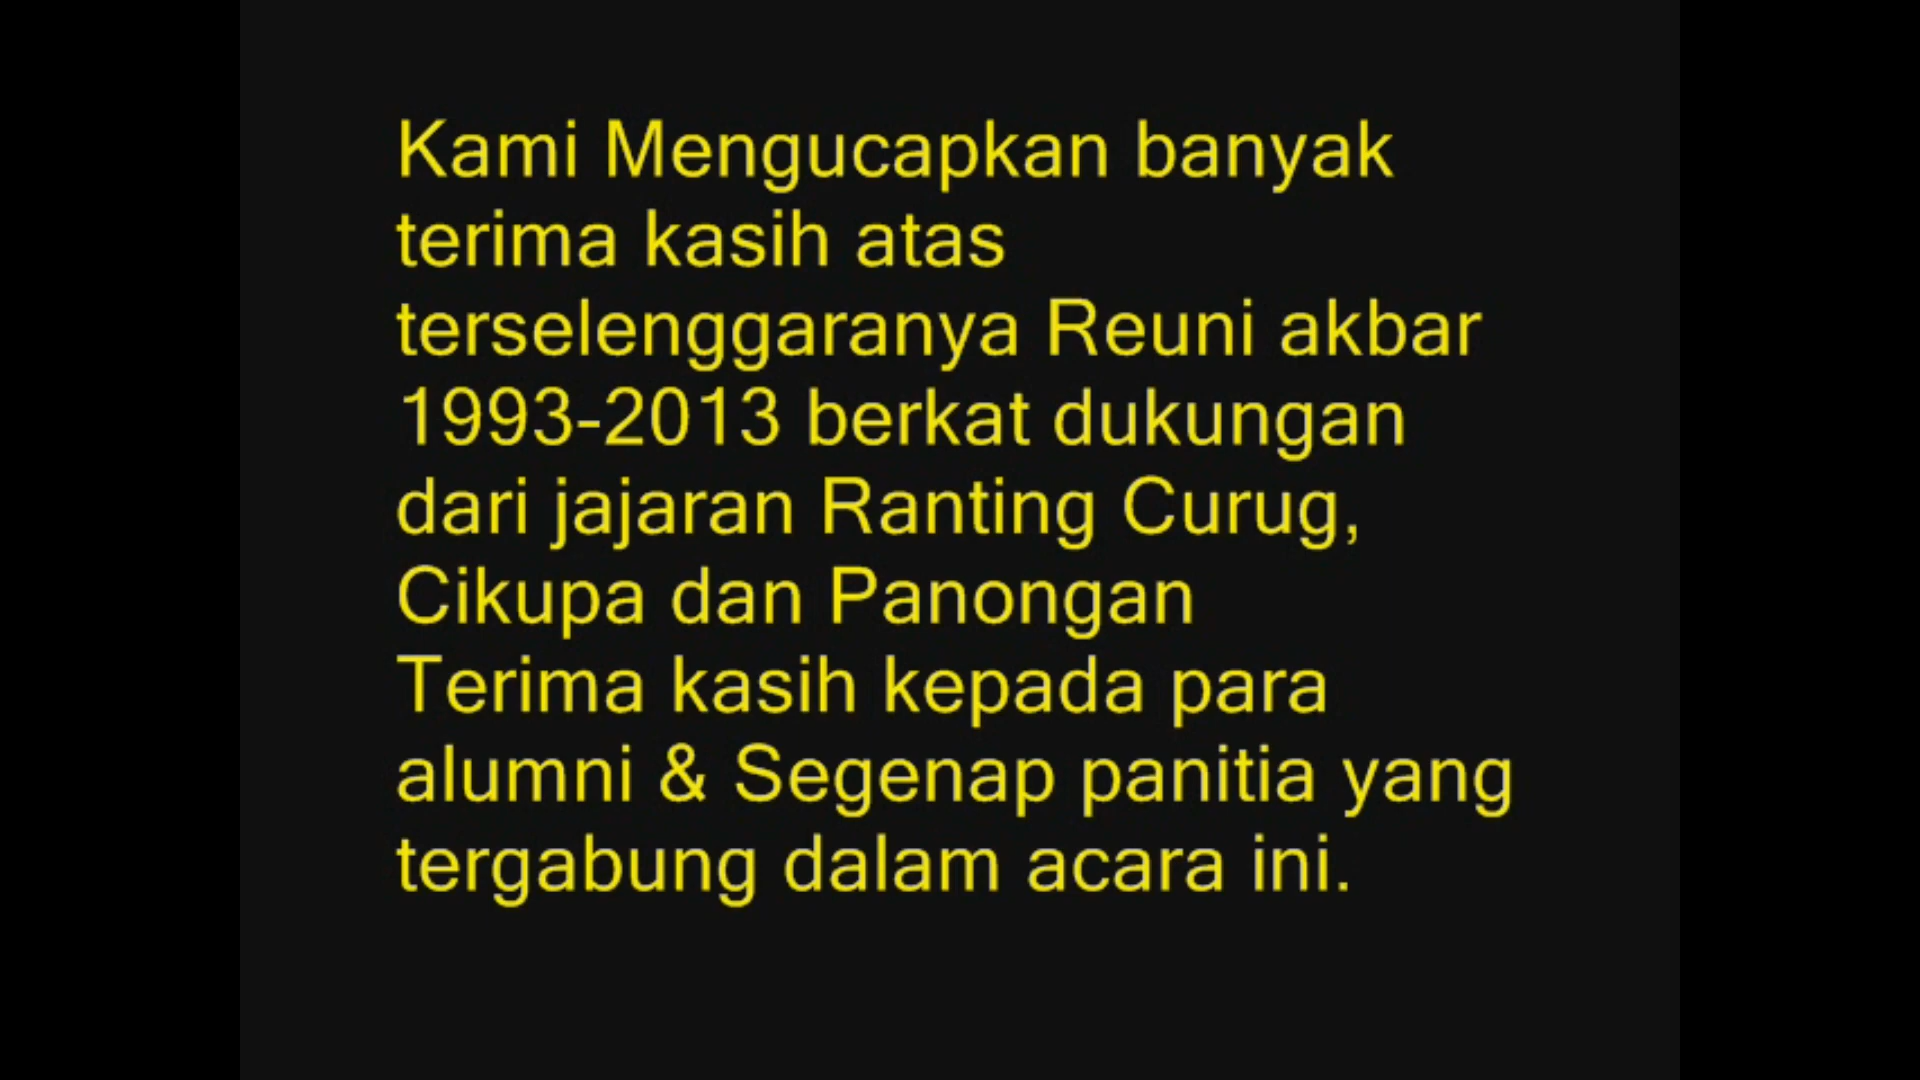 Kami Mengucapkan banyak
terima kasih atas
terselenggaranya Reuni akbar
1993-2013 berkat dukungan
dari jajaran Ranting Curug,
Cikupa dan Panongan
Terima kasih kepada para
alumni & Segenap panitia yang
tergabung dalam acara ini.